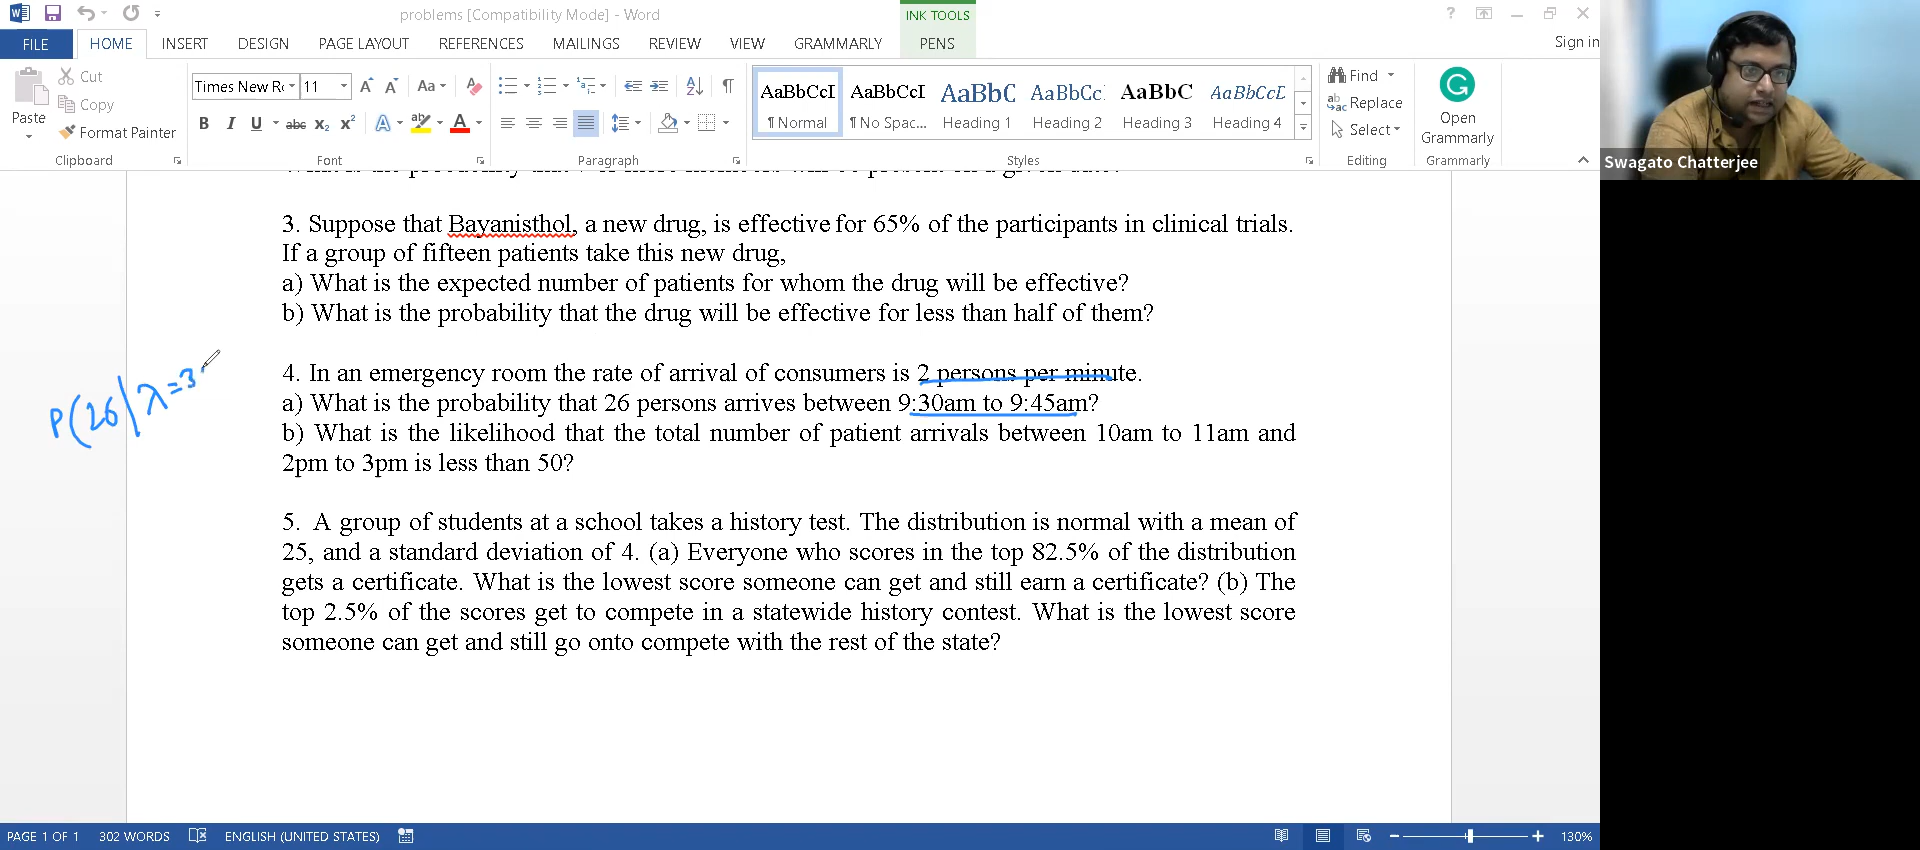 problems [Compatibility Mode] - Word
INK TOOLS
FILE HOME INSERT DESIGN PAGE LAYOUT REFERENCES MAILINGS REVIEW VIEW GRAMMARLY PENS
Sign in
Paste
Cut
Copy
Format Painter
Clipboard
Times New R
11
Font
Paragraph
AaBbCcI AaBbCcI AaBbC AaBbCc AaBbC AaBbCcD
¶ Normal ¶ No Spac... Heading 1 Heading 2 Heading 3 Heading 4
Styles
Find
Replace
Select
Editing
Open
Grammarly
Grammarly
Swagato Chatterjee
3. Suppose that Bayanisthol, a new drug, is effective for 65% of the participants in clinical trials.
If a group of fifteen patients take this new drug,
a) What is the expected number of patients for whom the drug will be effective?
b) What is the probability that the drug will be effective for less than half of them?
4. In an emergency room the rate of arrival of consumers is 2 persons per minute.
a) What is the probability that 26 persons arrives between 9:30am to 9:45am?
b) What is the likelihood that the total number of patient arrivals between 10am to 11am and
2pm to 3pm is less than 50?
P(26/λ=3
5. A group of students at a school takes a history test. The distribution is normal with a mean of
25, and a standard deviation of 4. (a) Everyone who scores in the top 82.5% of the distribution
gets a certificate. What is the lowest score someone can get and still earn a certificate? (b) The
top 2.5% of the scores get to compete in a statewide history contest. What is the lowest score
someone can get and still go onto compete with the rest of the state?
PAGE 1 OF 1 302 WORDS ENGLISH (UNITED STATES) 130%